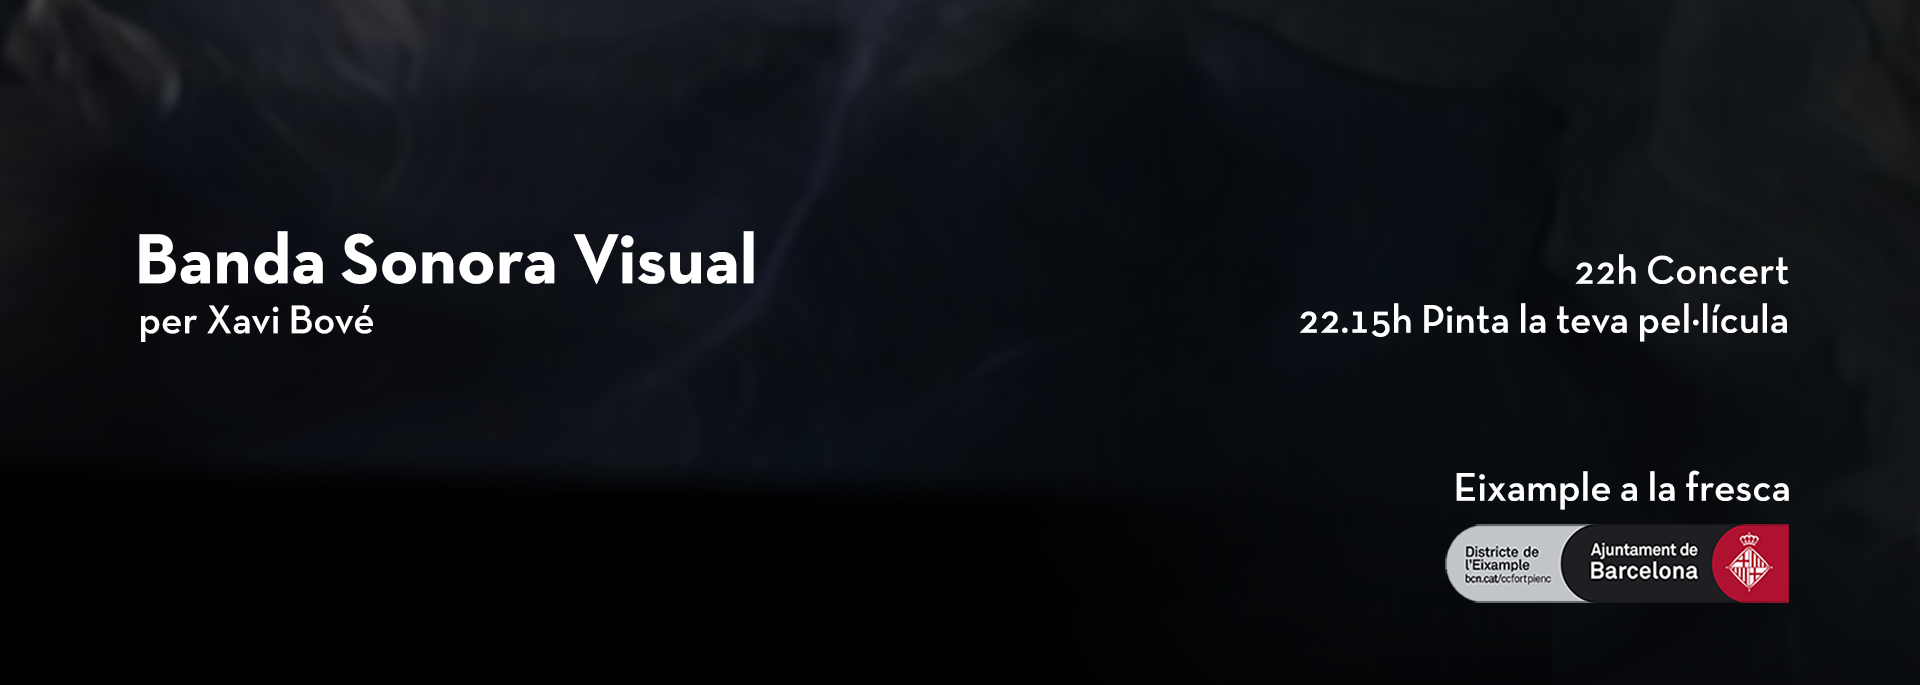 Banda Sonora Visual
per Xavi Bové
22h Concert
22.15h Pinta la teva pel·lícula
Eixample a la fresca
Districte de
l'Eixample
bcn.cat/ccfortpienc
Ajuntament de
Barcelona